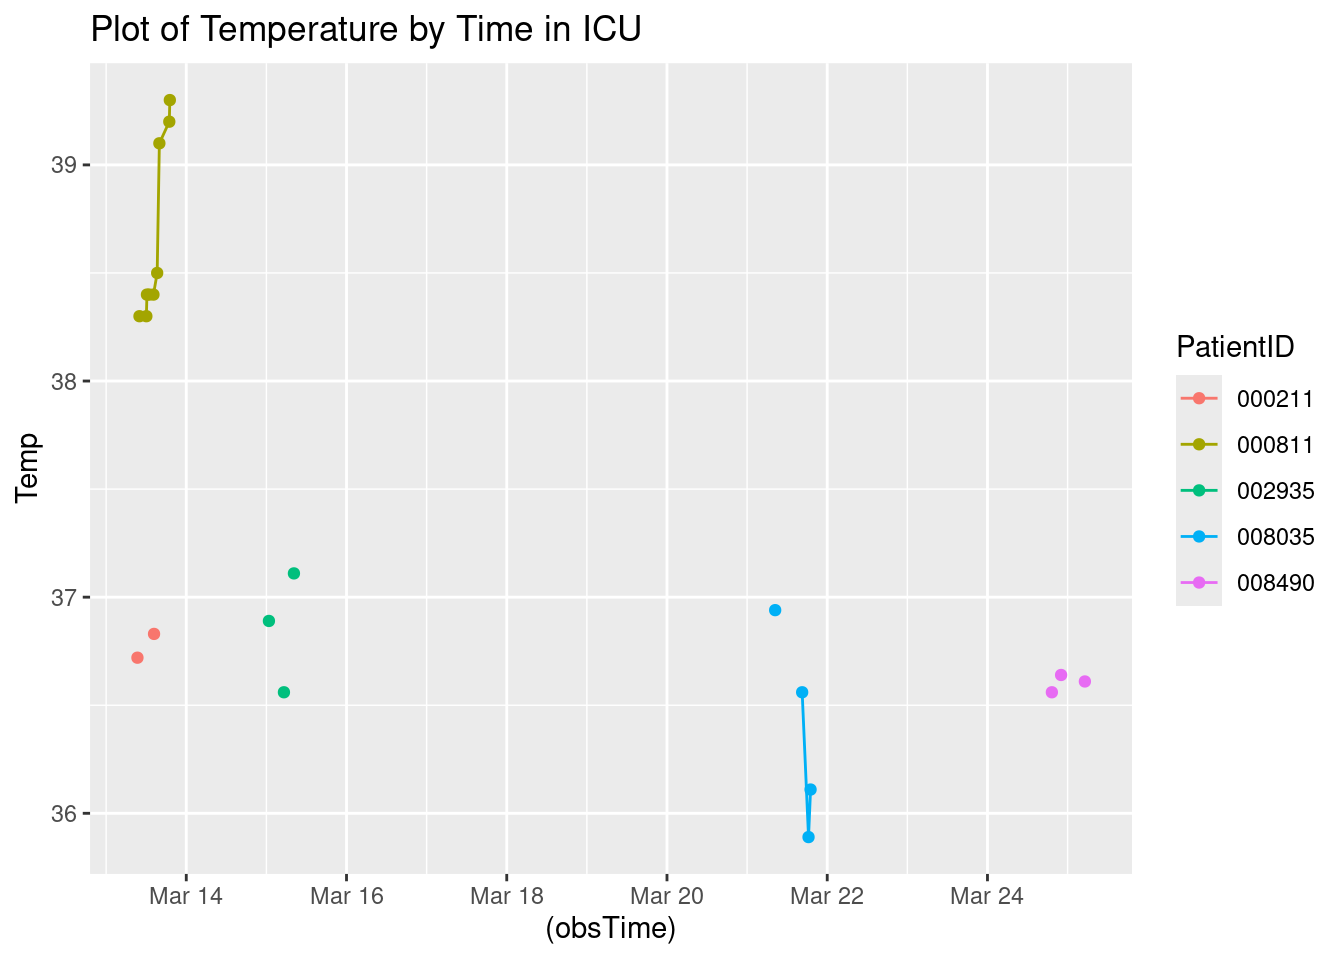 Plot of Temperature by Time in ICU
39
38
37
36
Temp
Mar 14 Mar 16 Mar 18 Mar 20 Mar 22 Mar 24
(obsTime)
PatientID
000211
000811
002935
008035
008490